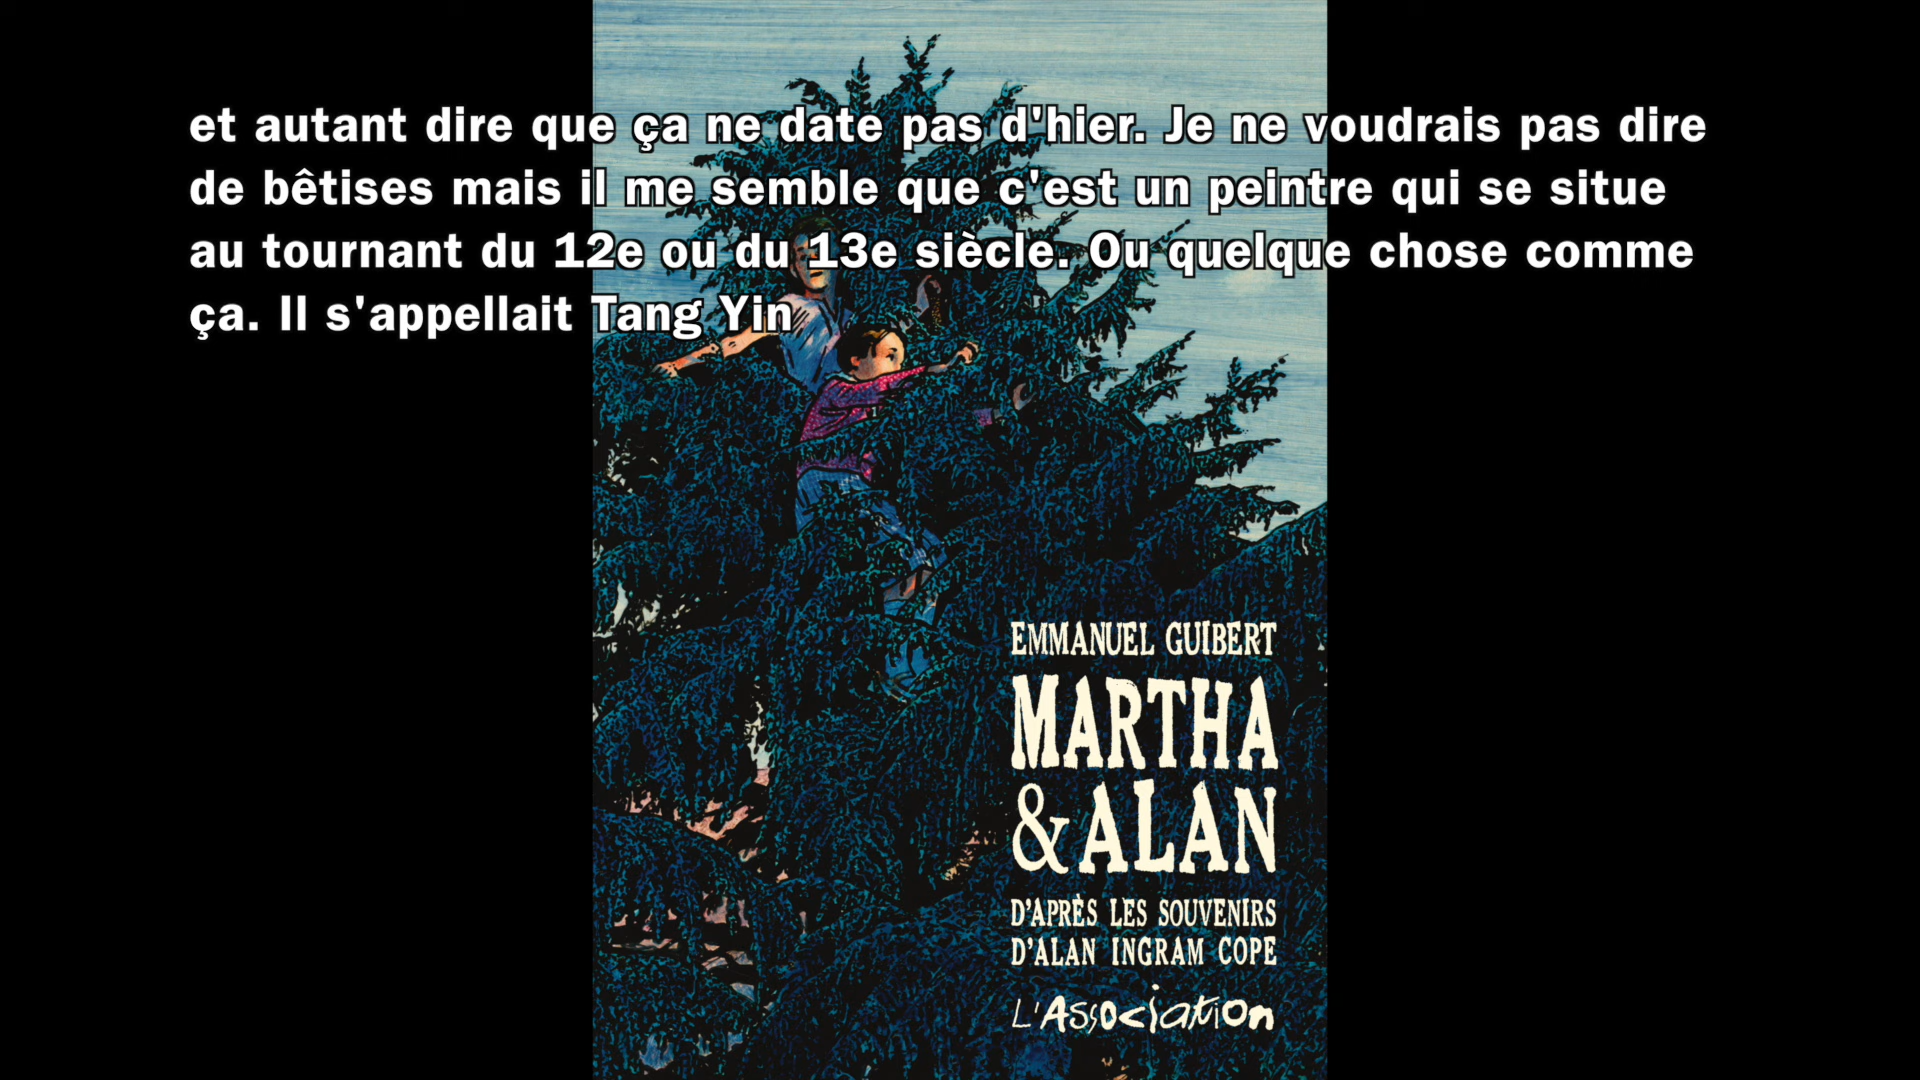 et autant dire que ça ne date pas d'hier. Je ne voudrais pas dire
de bêtises mais il me semble que c'est un peintre qui se situe
au tournant du 12e ou du 13e siècle. Ou quelque chose comme
ça. Il s'appellait Tang Yin
EMMANUEL GUIBERT
MARTHA
& ALAN
D'APRÈS LES SOUVENIRS
D'ALAN INGRAM COPE
L'ASSOCIATION